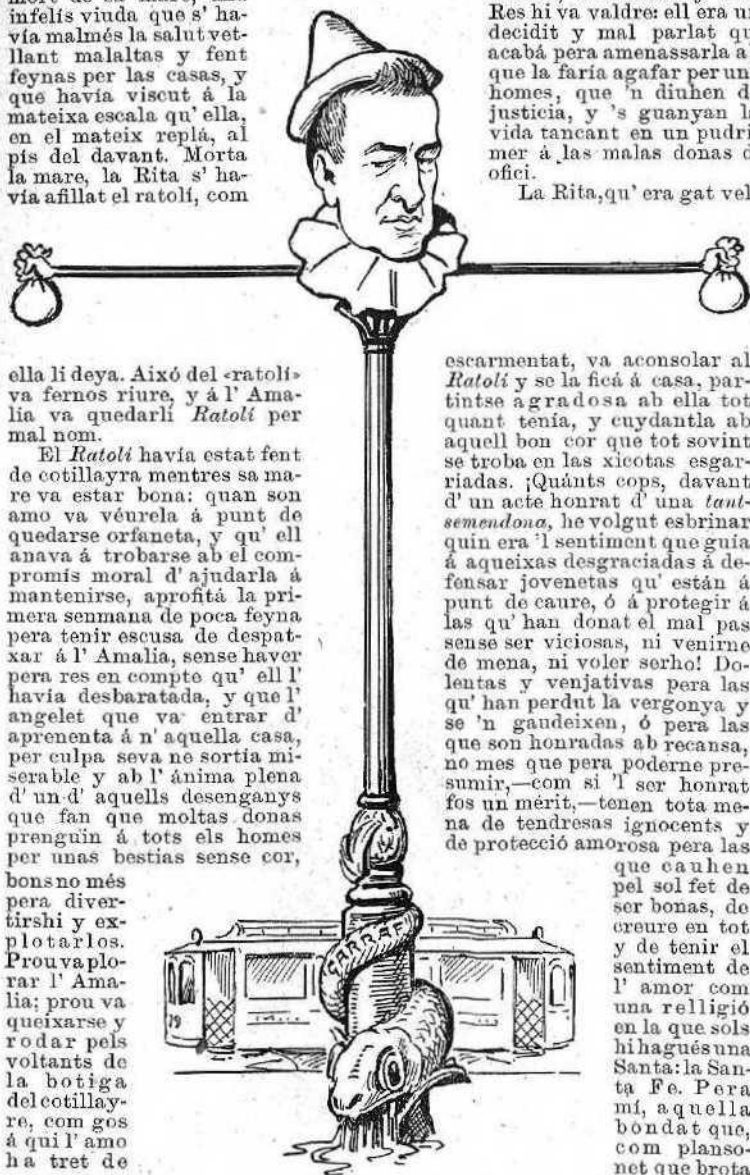 infelís viuda que s' ha-
vía malmés la salut vet-
llant malaltas y fent
feynas per las casas, y
que havía viscut á la
mateixa escala qu' ella,
en el mateix replá, al
pis del davant. Morta
la mare, la Rita s' ha-
vía afillat el ratolí, com
ella li deya. Aixó del «ratolí»
va fernos riure, y á l' Ama-
lia va quedarli Ratolí per
mal nom.
El Ratolí havía estat fent
de cotillayra mentres sa ma-
re va estar bona: quan son
amo va véurela á punt de
quedarse orfaneta, y qu' ell
anava á trobarse ab el com-
promís moral d' ajudarla á
mantenirse, aprofitá la pri-
mera senmana de poca feyna
pera tenir escusa de despat-
xar á l' Amalia, sense haver
pera res en compte qu' ell l'
havía desbaratada, y que l'
angelet que va entrar d'
aprenenta á n' aquella casa,
per culpa seva ne sortía mi-
serable y ab l' ánima plena
d' un d' aquells desenganys
que fan que moltas donas
prenguin á tots els homes
per unas bestias sense cor,
bons no més
pera diver-
tirshi y ex-
plotarlos.
Prou va plo-
rar l' Ama-
lia; prou va
queixarse y
rodar pels
voltants de
la botiga
del cotillay-
re, com gos
á qui l' amo
ha tret de
Res hi va valdre: ell era un
decidit y mal parlat qu
acabá pera amenassarla a
que la faría agafar per un
homes, que 'n diuhen d
justicia, y 's guanyan l
vida tancant en un pudri
mer á las malas donas d
ofici.
La Rita, qu' era gat vel
escarmentat, va aconsolar al
Ratolí y se la ficá á casa, par-
tintse agradosa ab ella tot
quant tenía, y cuydantla ab
aquell bon cor que tot sovint
se troba en las xicotas esgar-
riadas. ¡Quánts cops, davant
d' un acte honrat d' una tant-
semendona, he volgut esbrinar
quin era 'l sentiment que guía
á aqueixas desgraciadas á de-
fensar jovenetas qu' están á
punt de caure, ó á protegir á
las qu' han donat el mal pas
sense ser viciosas, ni venirne
de mena, ni voler serho! Do-
lentas y venjativas pera las
qu' han perdut la vergonya y
se 'n gaudeixen, ó pera las
que son honradas ab recansa,
no mes que pera poderne pre-
sumir,—com si 'l ser honrat
fos un mérit,—tenen tota me-
na de tendresas ignocents y
de protecció amorosa pera las
que cauhen
pel sol fet de
ser bonas, de
creure en tot
y de tenir el
sentiment de
l' amor com
una relligió
en la que sols
hi hagués una
Santa: la San-
ta Fe. Pera
mí, aquella
bondat que,
com planso-
net que brota
GARRAF
19